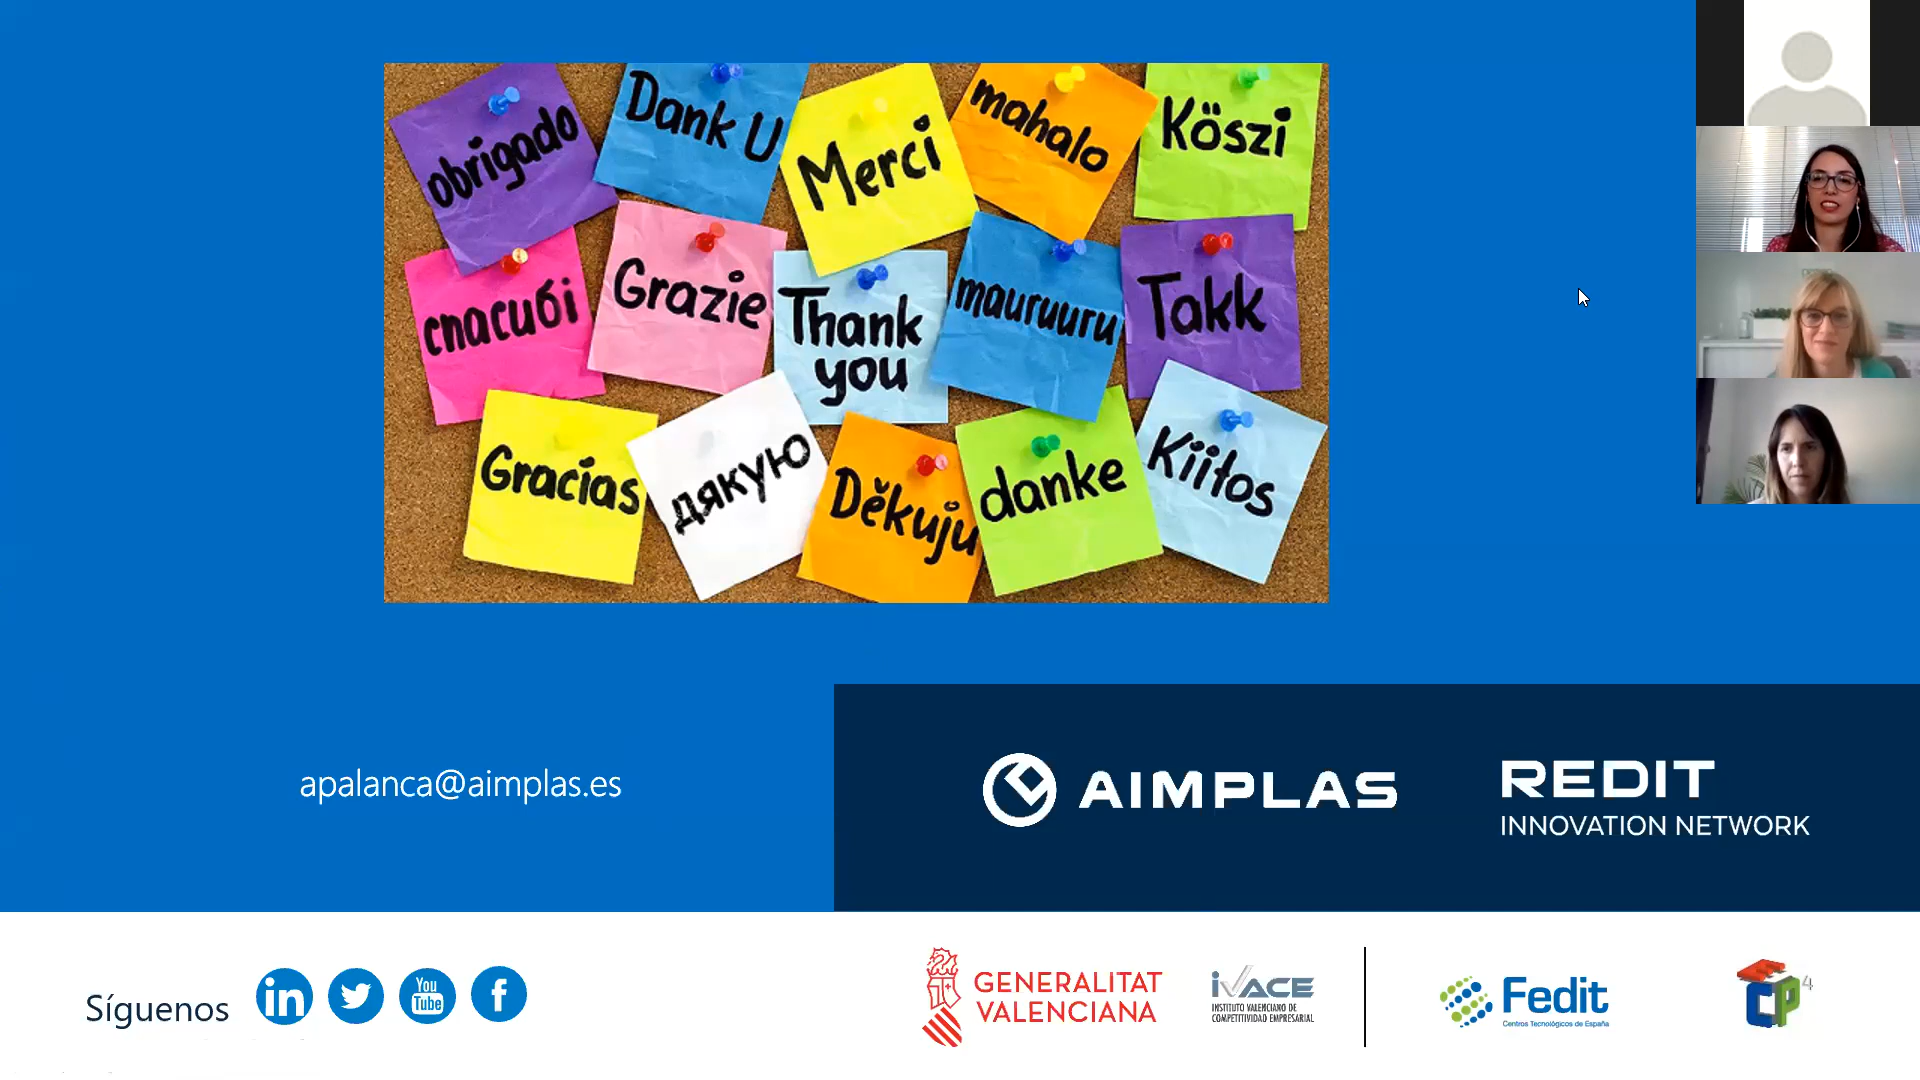 obrigado
Dank U
Merci
mahalo
Köszi
спасибі
Grazie
Thank
you
mauruuru
Takk
Gracias
дякую
Děkuju
danke
Kiitos
apalanca@aimplas.es
AIMPLAS
REDIT
INNOVATION NETWORK
Síguenos
in
You
Tube
f
GENERALITAT
VALENCIANA
iVACE
INSTITUTO VALENCIANO DE
COMPETITIVIDAD EMPRESARIAL
Fedit
Centros Tecnológicos de España
ECP4